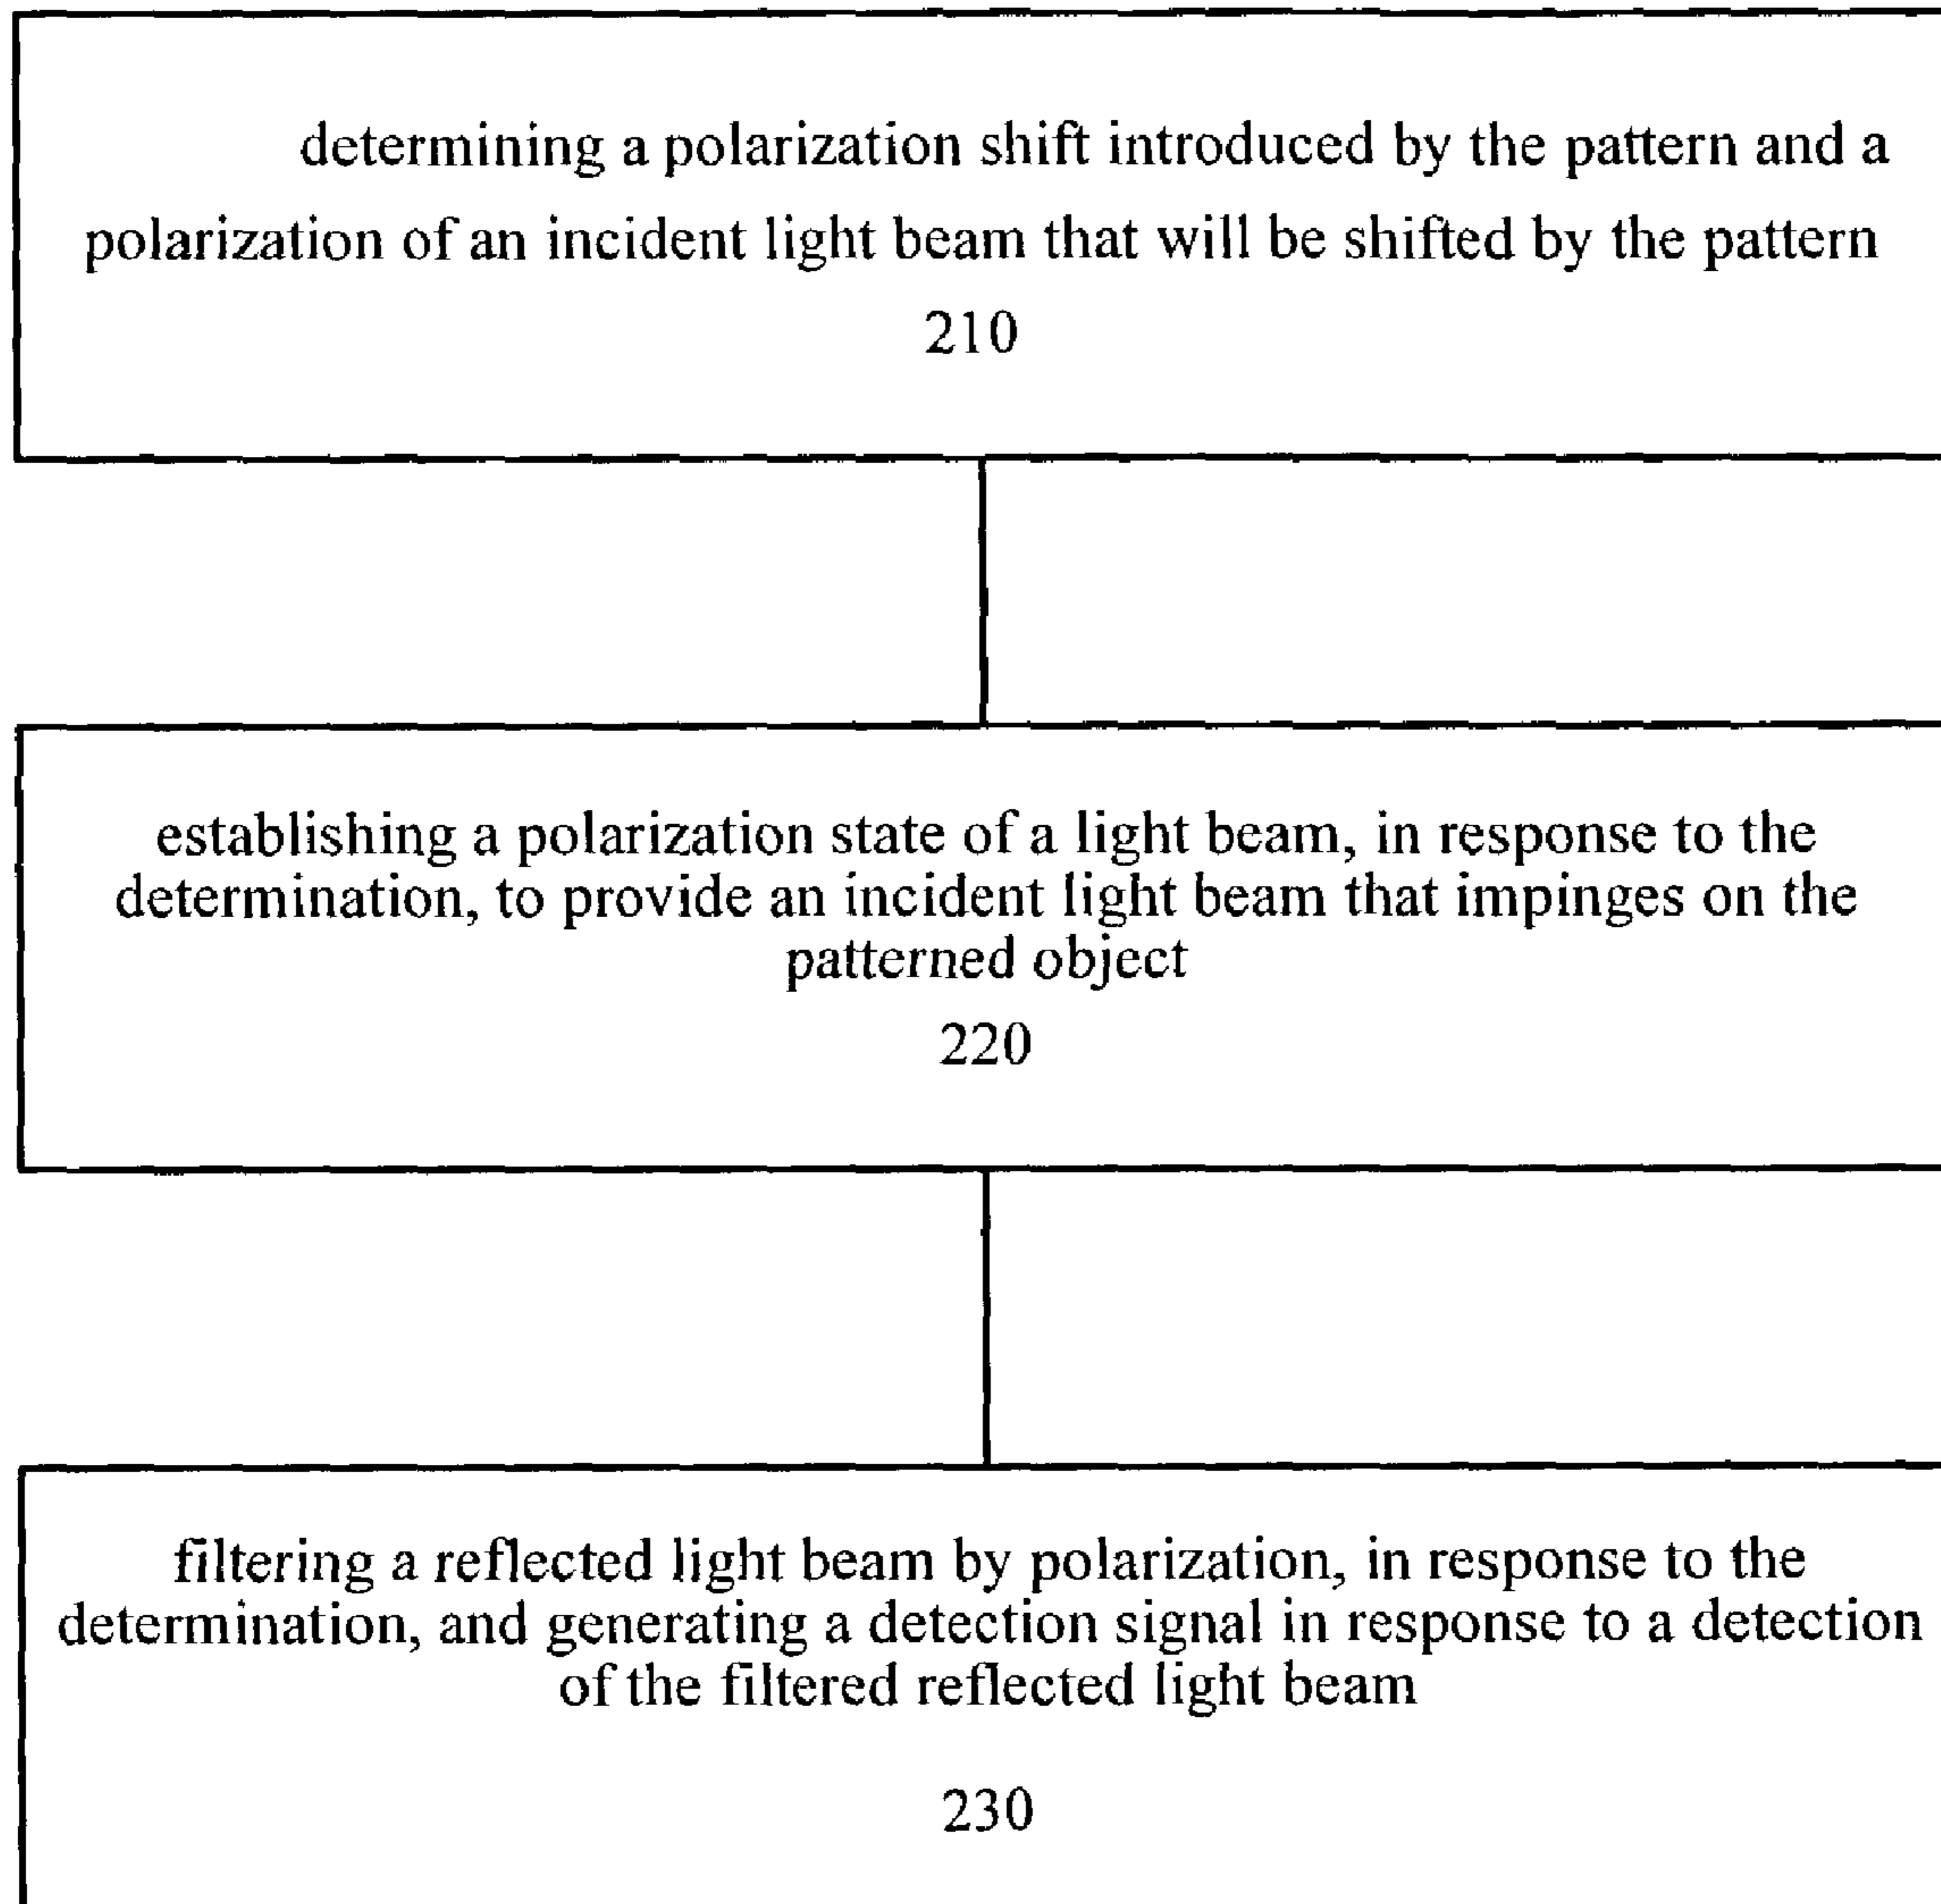 determining a polarization shift introduced by the pattern and a
polarization of an incident light beam that will be shifted by the pattern
210
establishing a polarization state of a light beam, in response to the
determination, to provide an incident light beam that impinges on the
patterned object
220
filtering a reflected light beam by polarization, in response to the
determination, and generating a detection signal in response to a detection
of the filtered reflected light beam
230